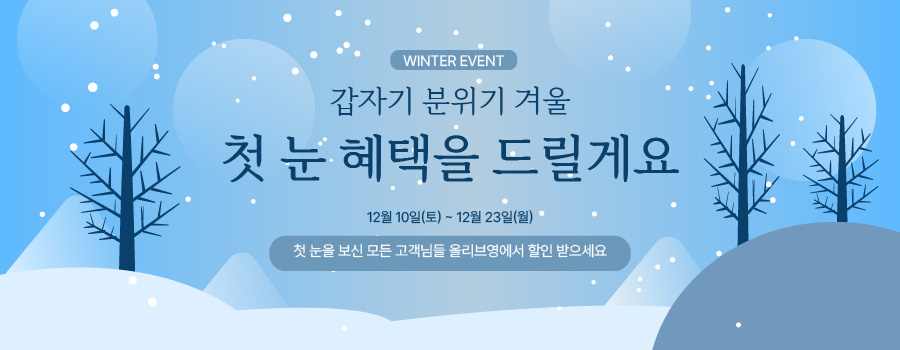 WINTER EVENT
갑자기 분위기 겨울
첫 눈 혜택을 드릴게요
12월 10일(토) ~ 12월 23일(월)
첫 눈을 보신 모든 고객님들 올리브영에서 할인 받으세요